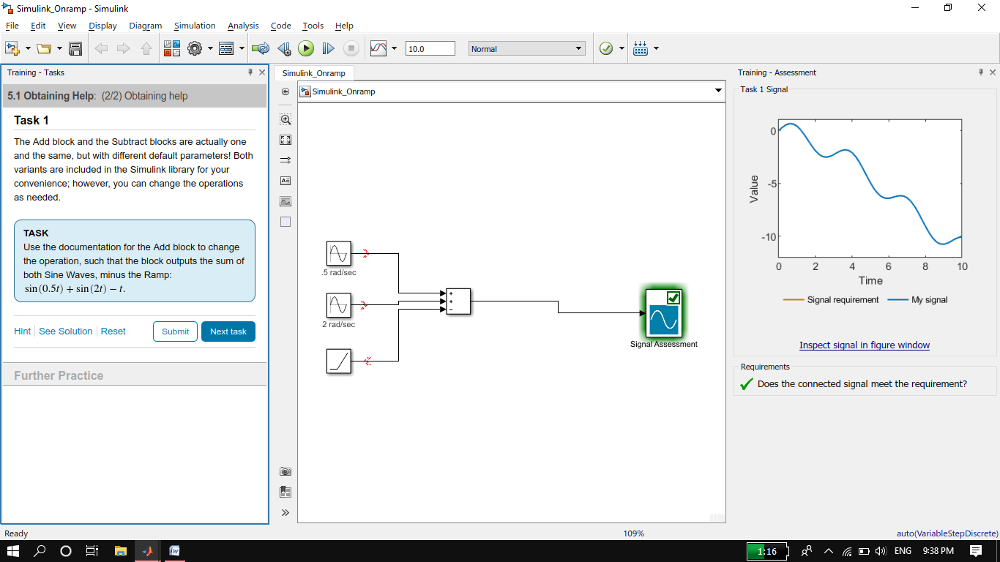 Simulink_Onramp - Simulink
File Edit View Display Diagram Simulation Analysis Code Tools Help
10.0
Normal
Training - Tasks
5.1 Obtaining Help: (2/2) Obtaining help
Task 1
The Add block and the Subtract blocks are actually one
and the same, but with different default parameters! Both
variants are included in the Simulink library for your
convenience; however, you can change the operations
as needed.
TASK
Use the documentation for the Add block to change
the operation, such that the block outputs the sum of
both Sine Waves, minus the Ramp:
sin(0.5t) + sin(2t) − t.
Hint See Solution Reset Submit Next task
Further Practice
Simulink_Onramp
Simulink_Onramp
.5 rad/sec
2 rad/sec
+
+
−
Signal Assessment
Training - Assessment
Task 1 Signal
Value
0
-5
-10
0 2 4 6 8 10
Time
Signal requirement My signal
Inspect signal in figure window
Requirements
Does the connected signal meet the requirement?
Ready
109%
auto(VariableStepDiscrete)
1:16
ENG
9:38 PM